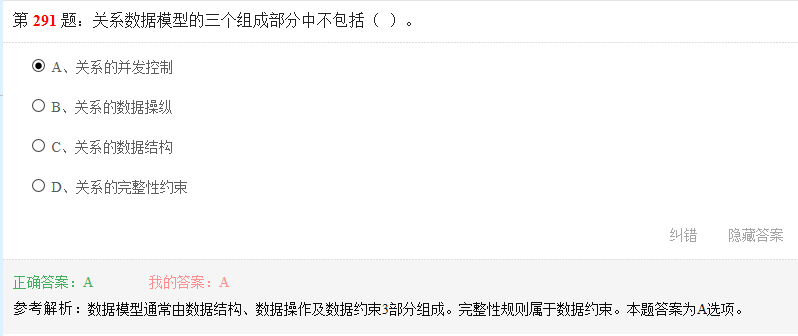 第 291 题：关系数据模型的三个组成部分中不包括（ ）。
A、关系的并发控制
B、关系的数据操纵
C、关系的数据结构
D、关系的完整性约束
纠错 隐藏答案
正确答案：A 我的答案：A
参考解析：数据模型通常由数据结构、数据操作及数据约束3部分组成。完整性规则属于数据约束。本题答案为A选项。